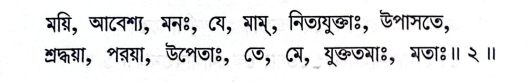 ময়ি, আবেশ্য, মনঃ, যে, মাম্, নিত্যযুক্তাঃ, উপাসতে,
শ্রদ্ধয়া, পরয়া, উপেতাঃ, তে, মে, যুক্ততমাঃ, মতাঃ॥ ২॥